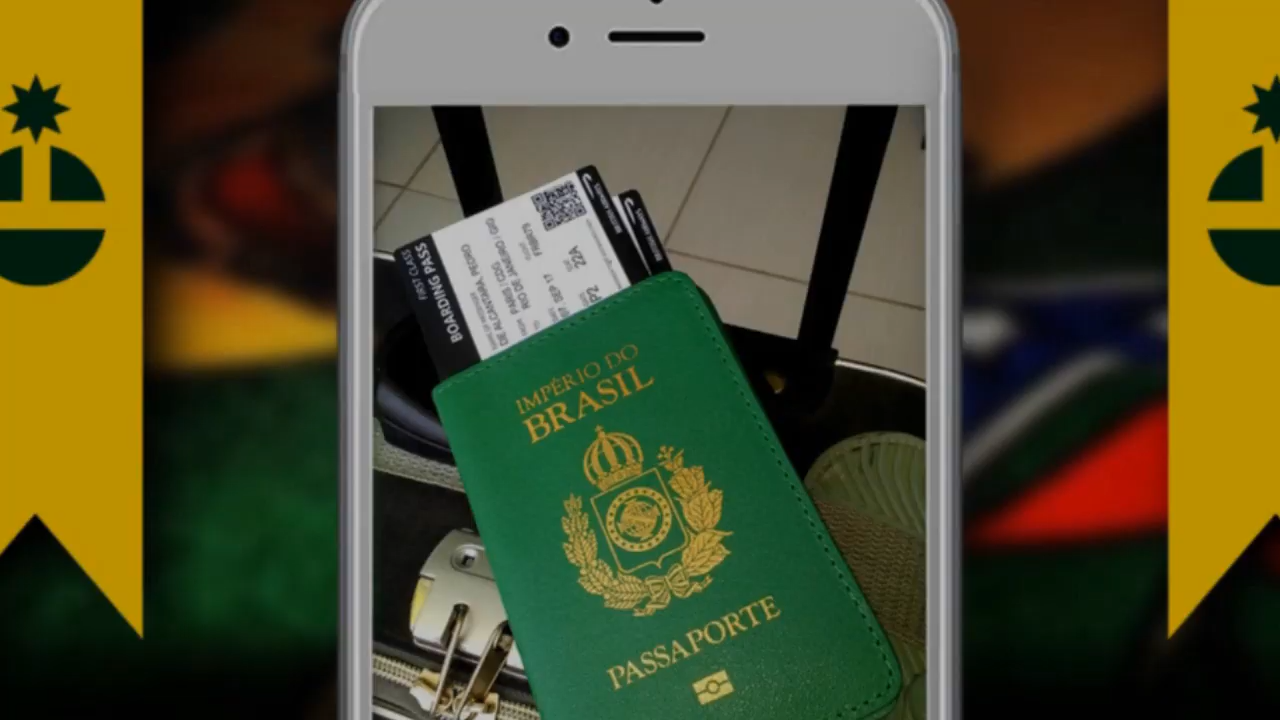 FIRST CLASS
BOARDING PASS
DE ALCANTARA, PEDRO
PARIS / CDG
RIO DE JANEIRO / GIG
22A
SEP 17
IMPÉRIO DO
BRASIL
PASSAPORTE